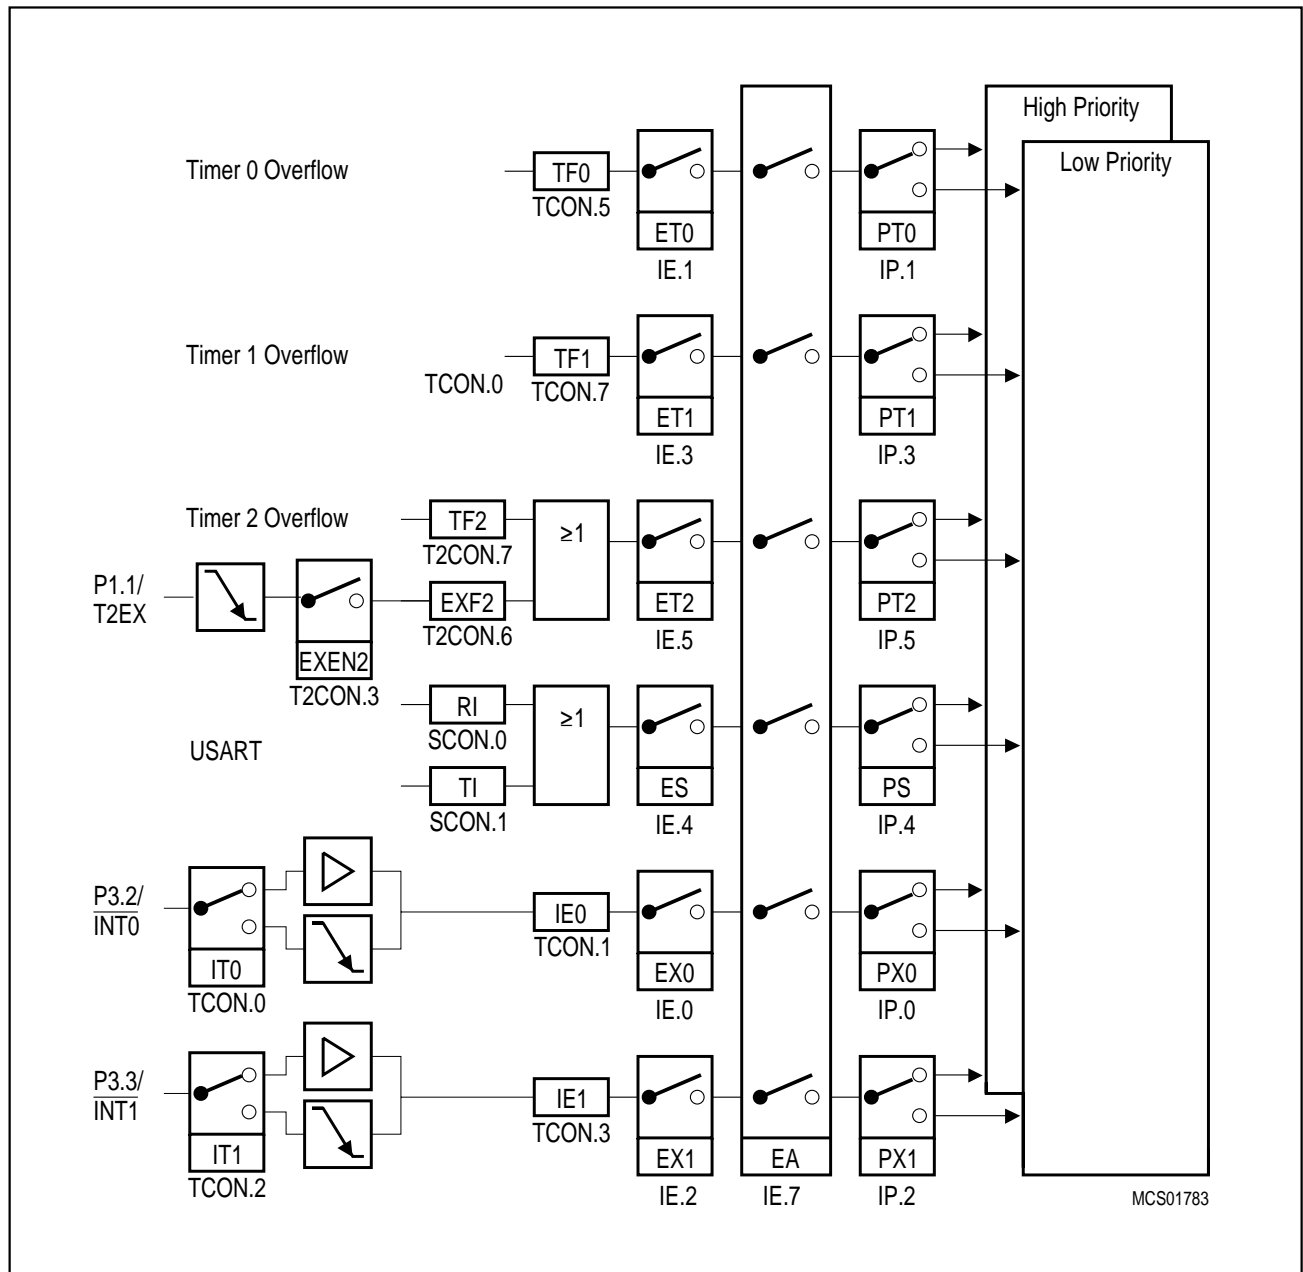 High Priority
Low Priority
Timer 0 Overflow
TF0
TCON.5
ET0
IE.1
PT0
IP.1
Timer 1 Overflow
TCON.0
TF1
TCON.7
ET1
IE.3
PT1
IP.3
Timer 2 Overflow
TF2
T2CON.7
≥1
P1.1/
T2EX
EXEN2
T2CON.3
EXF2
T2CON.6
ET2
IE.5
PT2
IP.5
USART
RI
SCON.0
≥1
TI
SCON.1
ES
IE.4
PS
IP.4
P3.2/
INT0
IT0
TCON.0
IE0
TCON.1
EX0
IE.0
PX0
IP.0
P3.3/
INT1
IT1
TCON.2
IE1
TCON.3
EX1
IE.2
EA
IE.7
PX1
IP.2
MCS01783